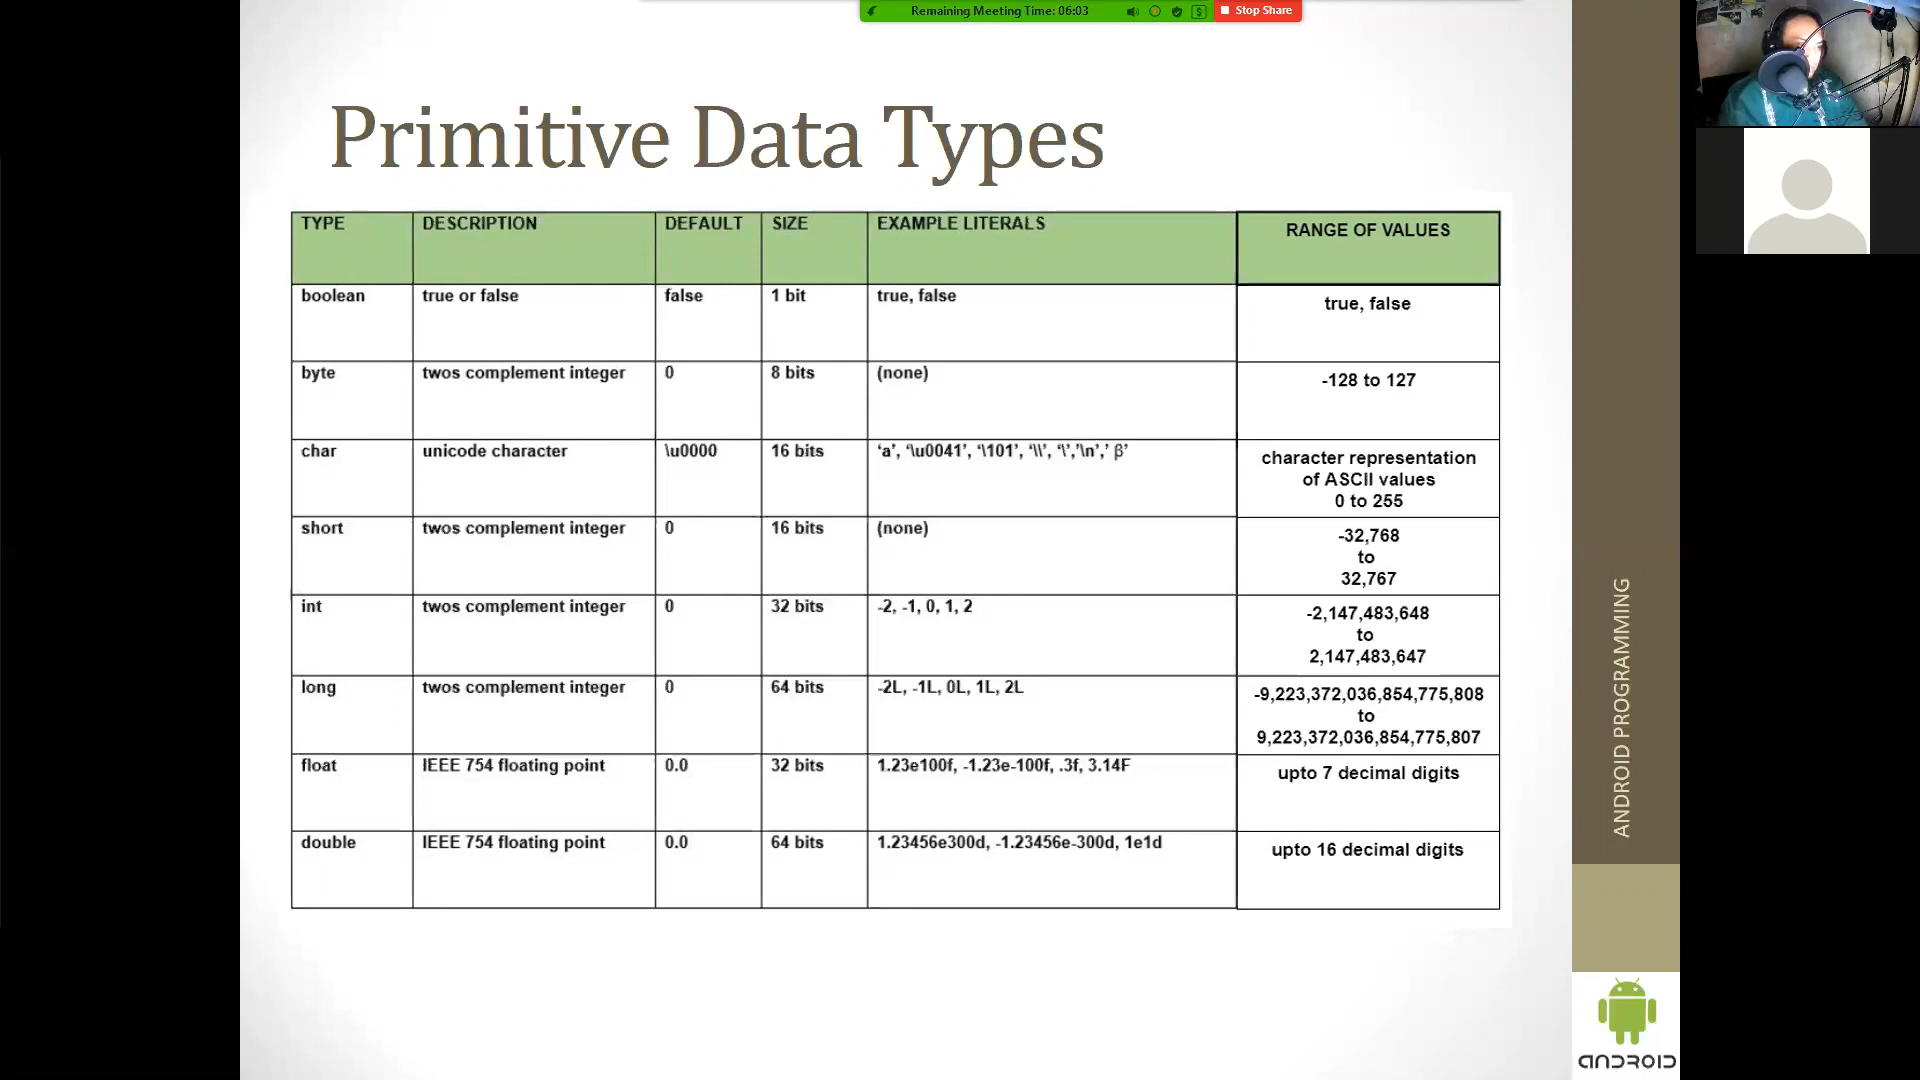 Remaining Meeting Time: 06:03
Stop Share
Primitive Data Types
TYPE DESCRIPTION DEFAULT SIZE EXAMPLE LITERALS RANGE OF VALUES
boolean true or false false 1 bit true, false true, false
byte twos complement integer 0 8 bits (none) -128 to 127
char unicode character \u0000 16 bits ‘a’, ‘\u0041’, ‘\101’, ‘\\’, ‘\’,’\n’,’ β’ character representation
of ASCII values
0 to 255
short twos complement integer 0 16 bits (none) -32,768
to
32,767
int twos complement integer 0 32 bits -2, -1, 0, 1, 2 -2,147,483,648
to
2,147,483,647
long twos complement integer 0 64 bits -2L, -1L, 0L, 1L, 2L -9,223,372,036,854,775,808
to
9,223,372,036,854,775,807
float IEEE 754 floating point 0.0 32 bits 1.23e100f, -1.23e-100f, .3f, 3.14F upto 7 decimal digits
double IEEE 754 floating point 0.0 64 bits 1.23456e300d, -1.23456e-300d, 1e1d upto 16 decimal digits
ANDROID PROGRAMMING
ANDROID